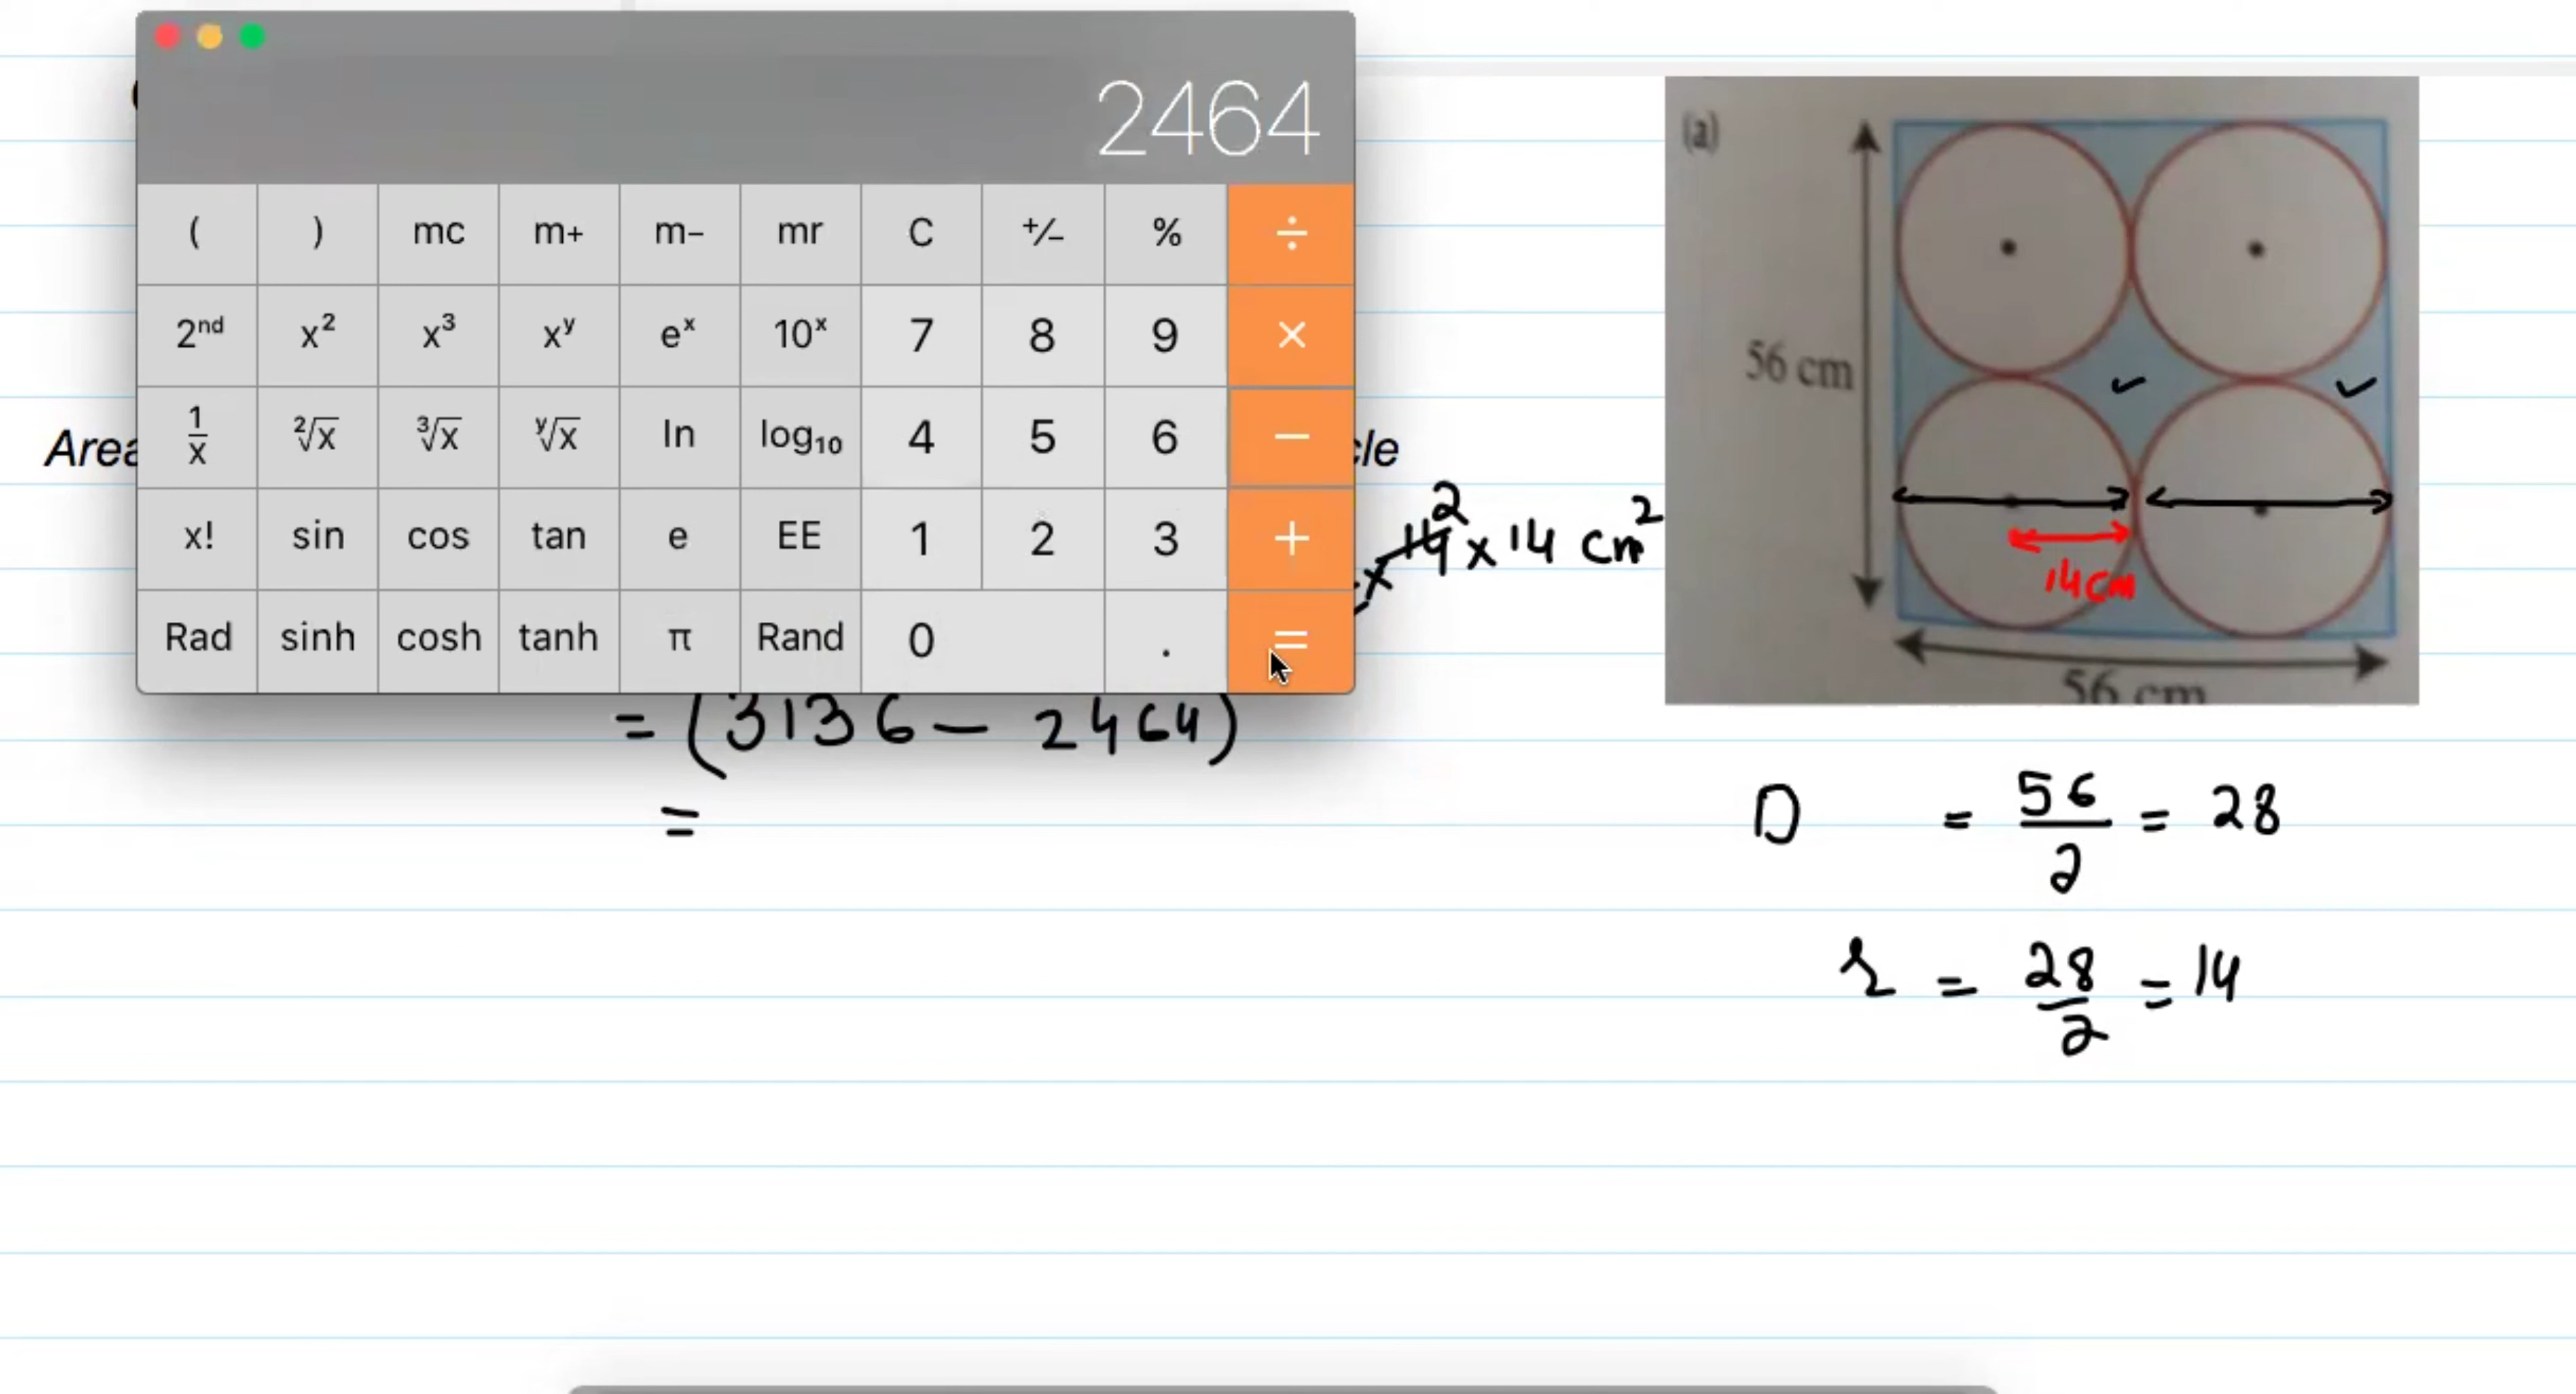 2464
( ) mc m+ m− mr C +/− % ÷
2nd x² x³ xʸ eˣ 10ˣ 7 8 9 ×
1/x ²√x ³√x ʸ√x ln log₁₀ 4 5 6 −
x! sin cos tan e EE 1 2 3 +
Rad sinh cosh tanh π Rand 0 . =
2
x 14 x 14 cm²
= (3136 − 2464)
=
(a)
56 cm
14cm
56 cm
D = 56/2 = 28
r = 28/2 = 14